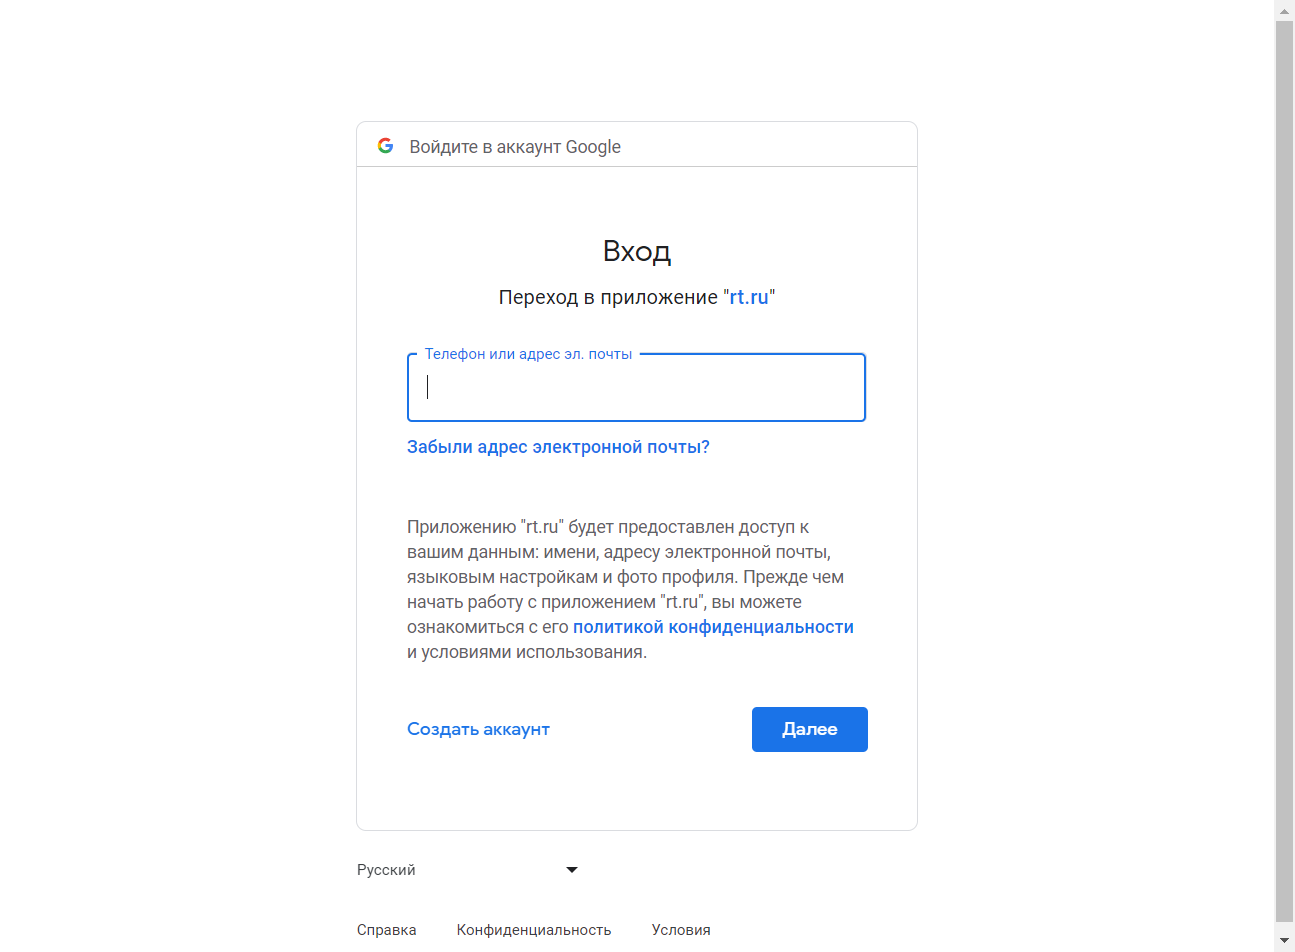 Войдите в аккаунт Google
Вход
Переход в приложение "rt.ru"
Телефон или адрес эл. почты
Забыли адрес электронной почты?
Приложению "rt.ru" будет предоставлен доступ к
вашим данным: имени, адресу электронной почты,
языковым настройкам и фото профиля. Прежде чем
начать работу с приложением "rt.ru", вы можете
ознакомиться с его политикой конфиденциальности
и условиями использования.
Создать аккаунт
Далее
Русский
Справка
Конфиденциальность
Условия